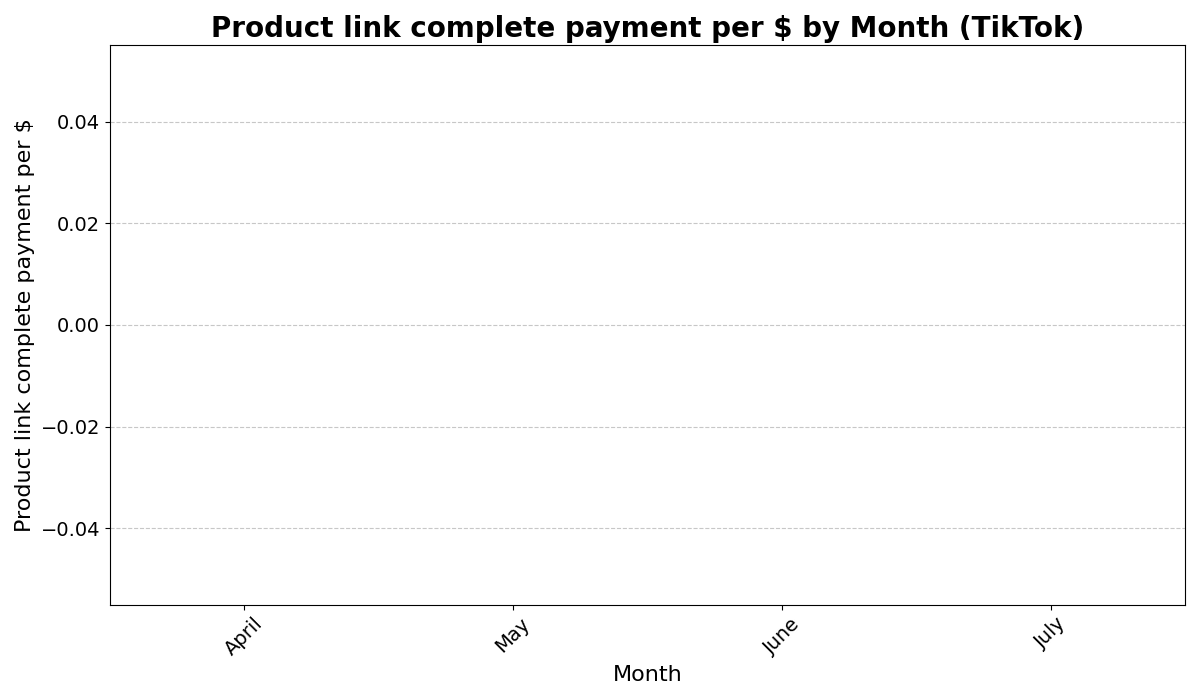 Product link complete payment per $ by Month (TikTok)
Product link complete payment per $
0.04
0.02
0.00
−0.02
−0.04
April
May
June
July
Month